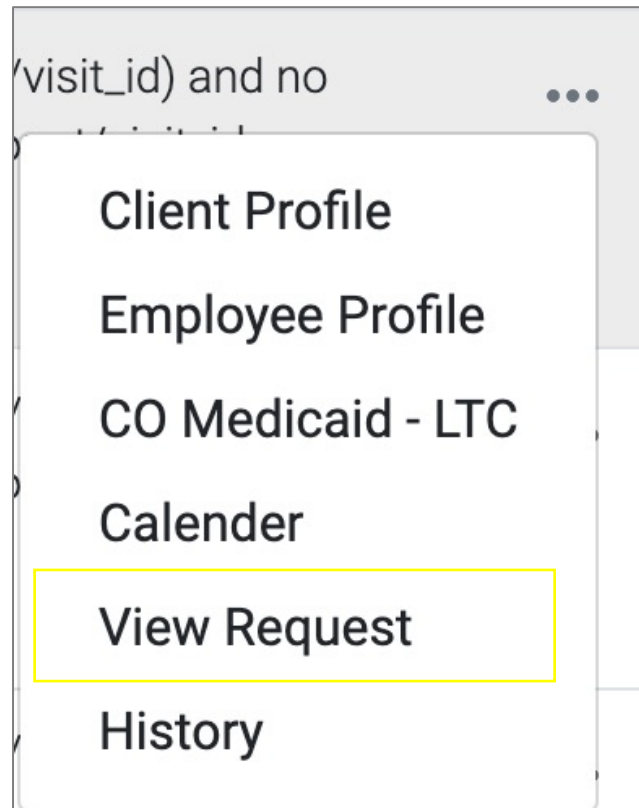 /visit_id) and no
Client Profile
Employee Profile
CO Medicaid - LTC
Calender
View Request
History